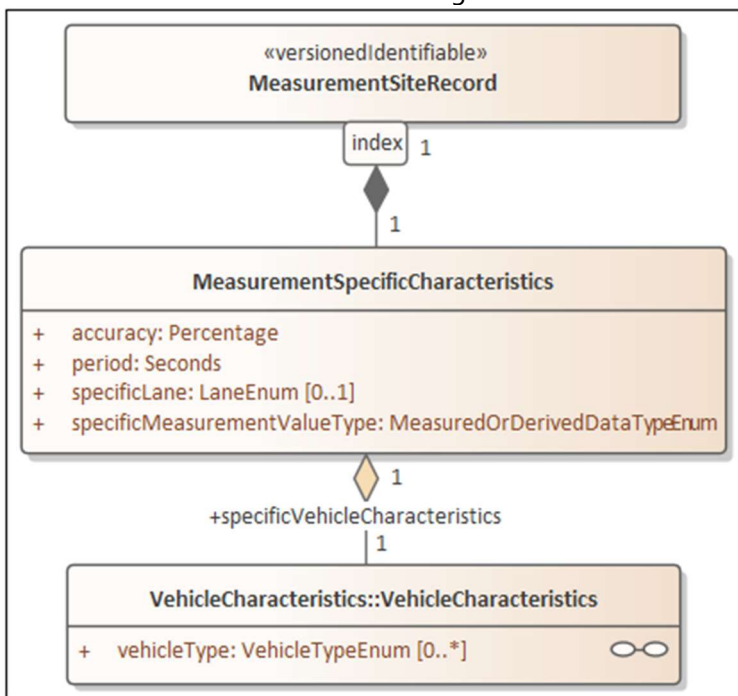 «versionedIdentifiable»
MeasurementSiteRecord
index 1
1
MeasurementSpecificCharacteristics
+ accuracy: Percentage
+ period: Seconds
+ specificLane: LaneEnum [0..1]
+ specificMeasurementValueType: MeasuredOrDerivedDataTypeEnum
1
+specificVehicleCharacteristics
1
VehicleCharacteristics::VehicleCharacteristics
+ vehicleType: VehicleTypeEnum [0..*]